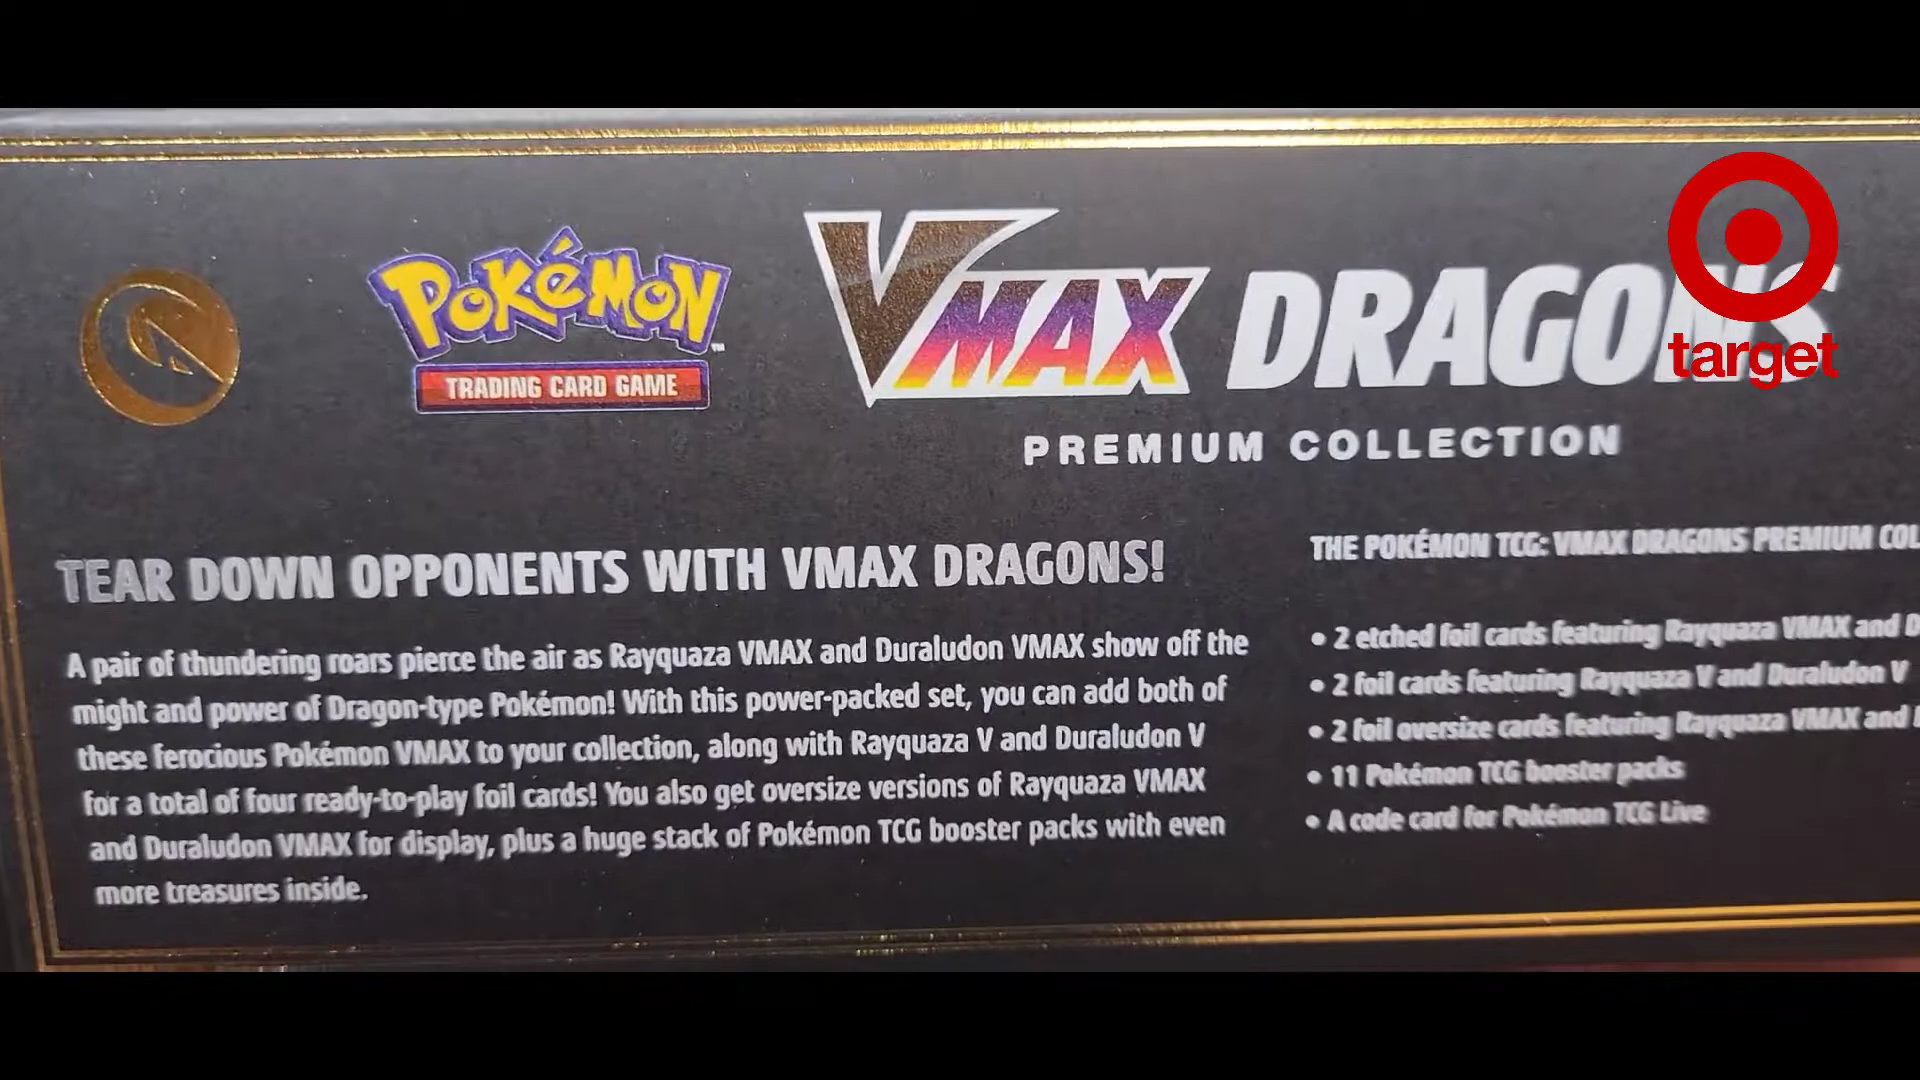 Pokémon
TRADING CARD GAME
VMAX DRAGONS
target
PREMIUM COLLECTION
TEAR DOWN OPPONENTS WITH VMAX DRAGONS!
A pair of thundering roars pierce the air as Rayquaza VMAX and Duraludon VMAX show off the
might and power of Dragon-type Pokémon! With this power-packed set, you can add both of
these ferocious Pokémon VMAX to your collection, along with Rayquaza V and Duraludon V
for a total of four ready-to-play foil cards! You also get oversize versions of Rayquaza VMAX
and Duraludon VMAX for display, plus a huge stack of Pokémon TCG booster packs with even
more treasures inside.
THE POKÉMON TCG: VMAX DRAGONS PREMIUM
• 2 etched foil cards featuring Rayquaza VMAX and
• 2 foil cards featuring Rayquaza V and Duraludon V
• 2 foil oversize cards featuring Rayquaza VMAX and
• 11 Pokémon TCG booster packs
• A code card for Pokémon TCG Live